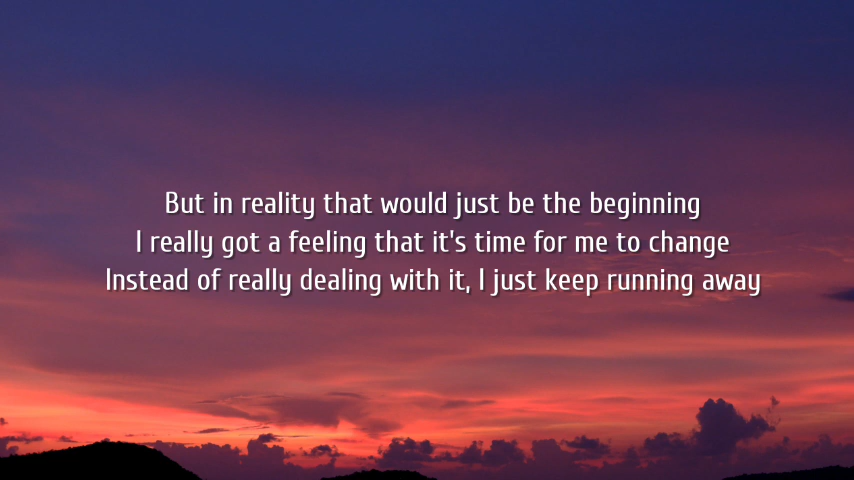 But in reality that would just be the beginning
I really got a feeling that it's time for me to change
Instead of really dealing with it, I just keep running away